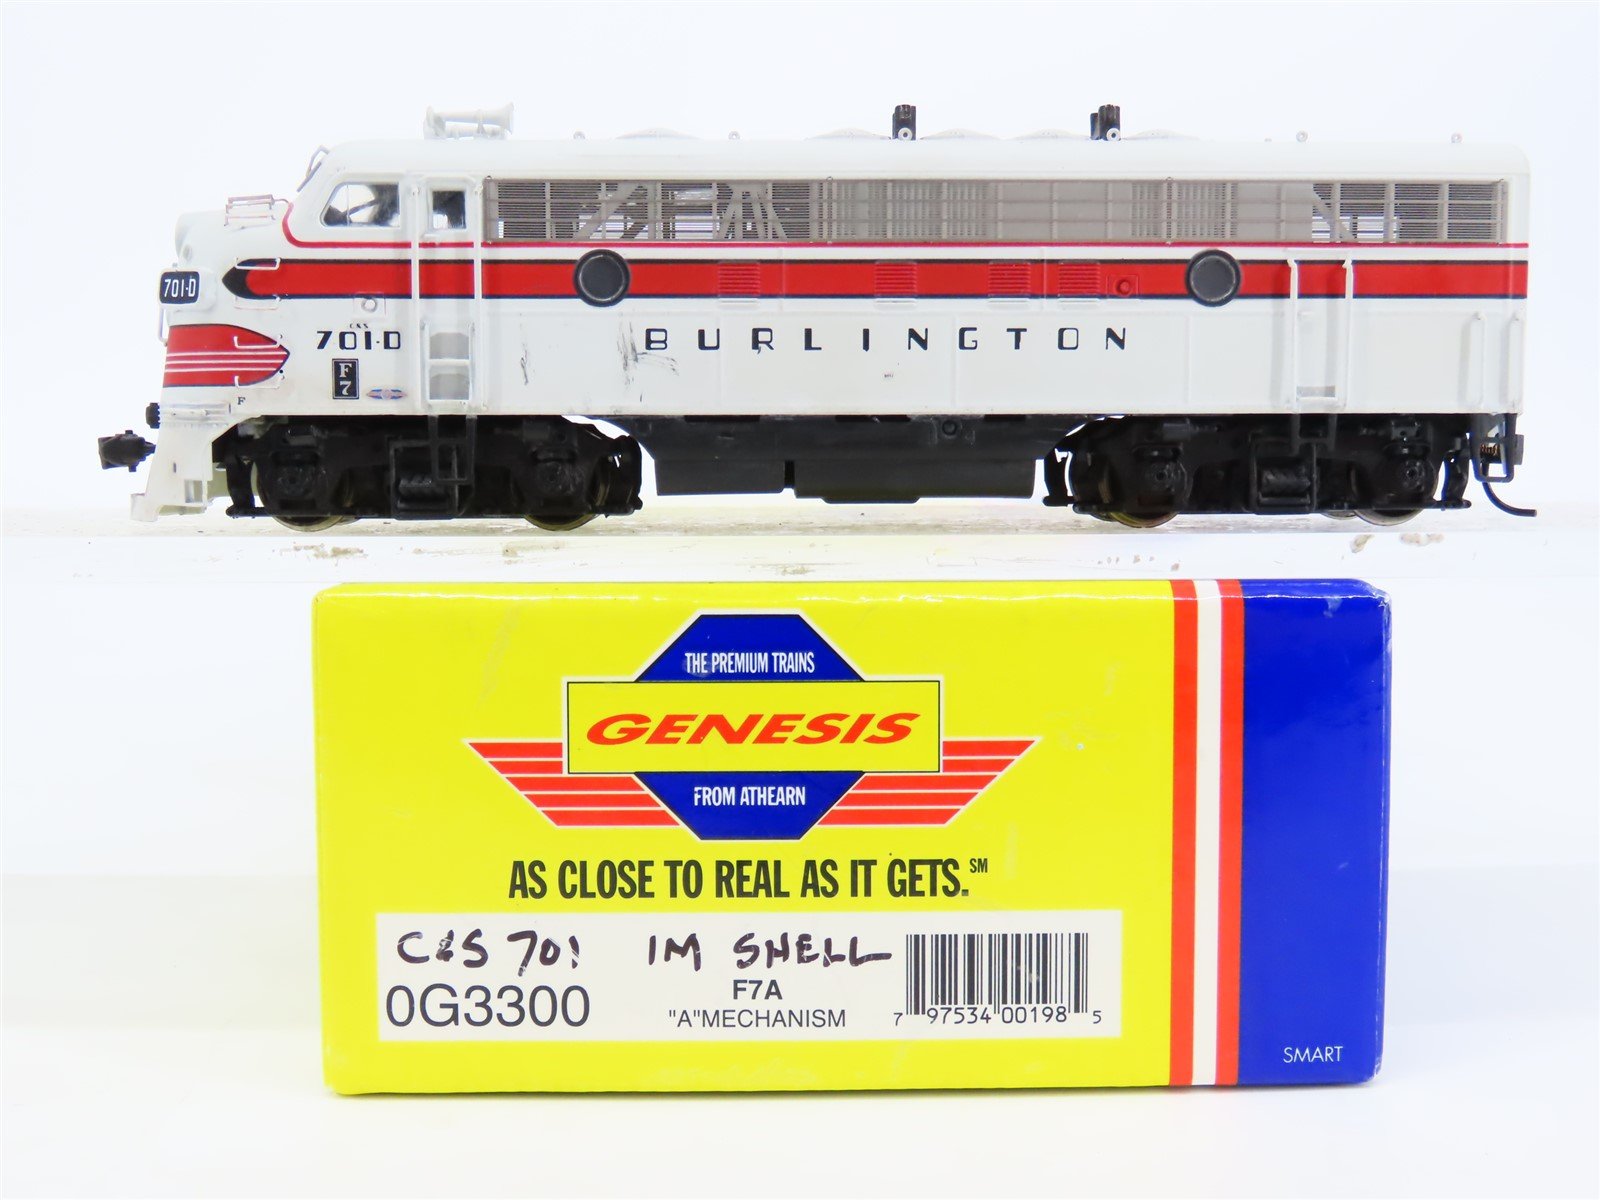 701-D
C&S
701-D
BURLINGTON
F
7
F
THE PREMIUM TRAINS
GENESIS
FROM ATHEARN
AS CLOSE TO REAL AS IT GETS.℠
C&S 701 IM SHELL
0G3300
F7A
"A"MECHANISM
7 97534 00198 5
SMART